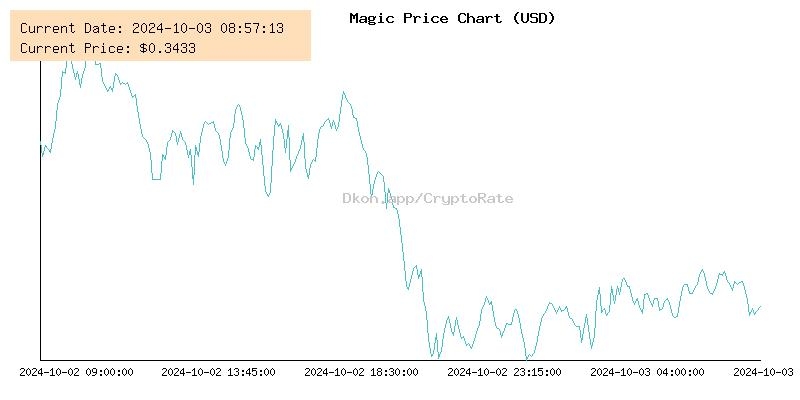 Magic Price Chart (USD)
Current Date: 2024-10-03 08:57:13
Current Price: $0.3433
Dkon.app/CryptoRate
2024-10-02 09:00:00 2024-10-02 13:45:00 2024-10-02 18:30:00 2024-10-02 23:15:00 2024-10-03 04:00:00 2024-10-03